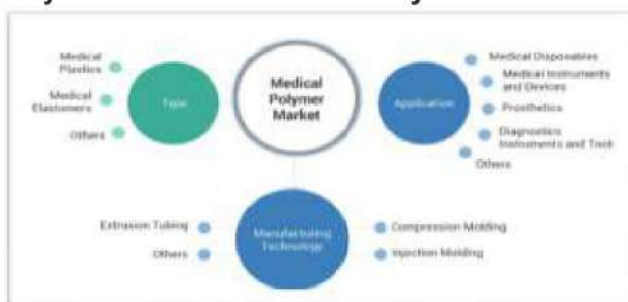 Medical
Plastics
Medical
Elastomers
Others
Type
Medical
Polymer
Market
Application
Medical Disposables
Medical Instruments
and Devices
Prosthetics
Diagnostics
Instruments and Tools
Others
Extrusion Tubing
Others
Manufacturing
Technology
Compression Molding
Injection Molding